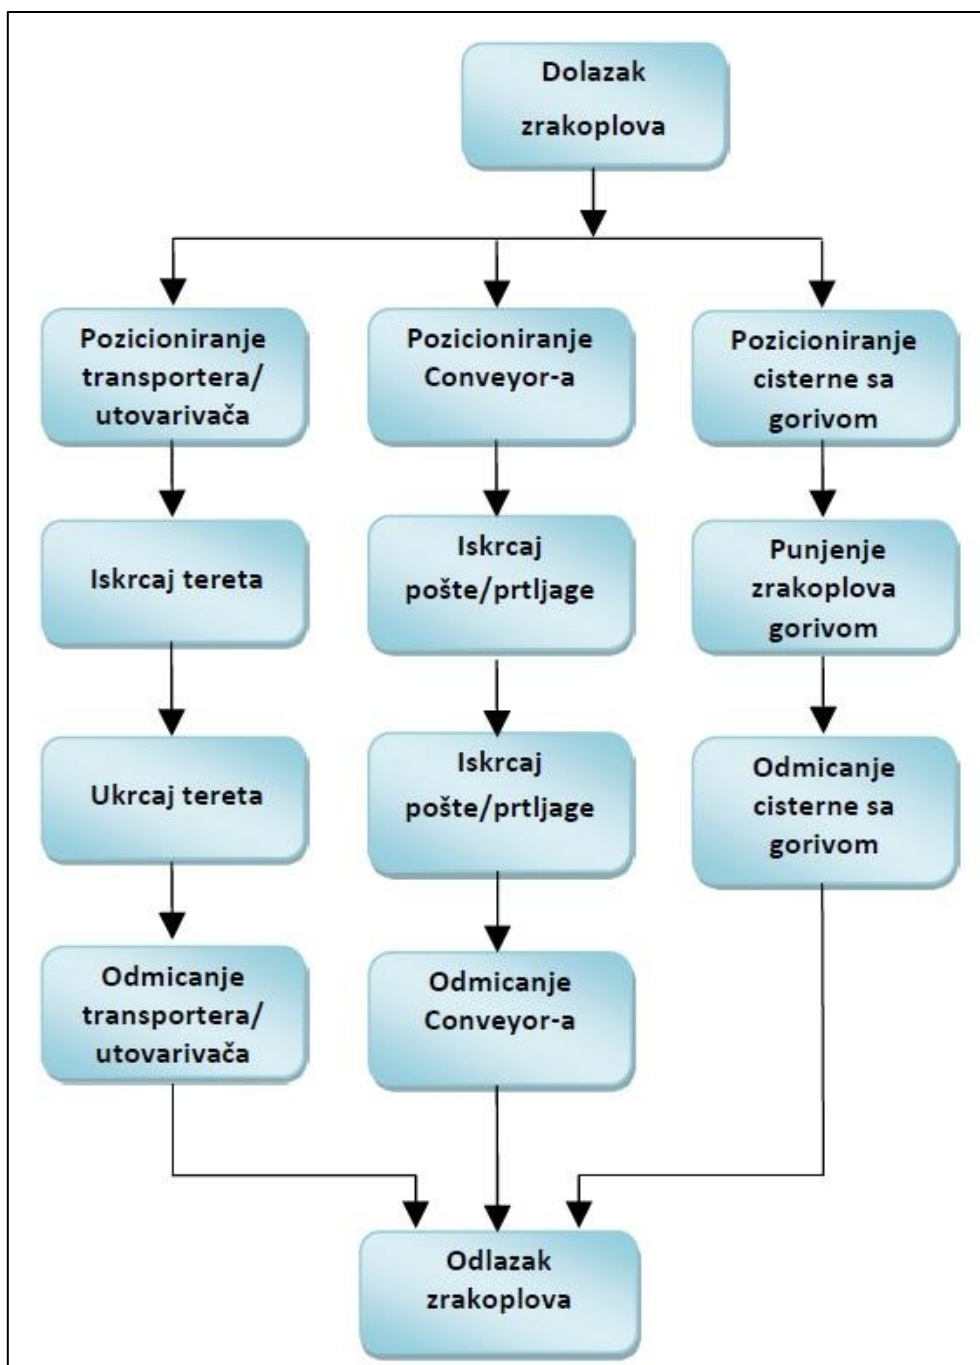 Dolazak
zrakoplova
Pozicioniranje
transportera/
utovarivača
Pozicioniranje
Conveyor-a
Pozicioniranje
cisterne sa
gorivom
Iskrcaj tereta
Iskrcaj
pošte/prtljage
Punjenje
zrakoplova
gorivom
Ukrcaj tereta
Iskrcaj
pošte/prtljage
Odmicanje
cisterne sa
gorivom
Odmicanje
transportera/
utovarivača
Odmicanje
Conveyor-a
Odlazak
zrakoplova